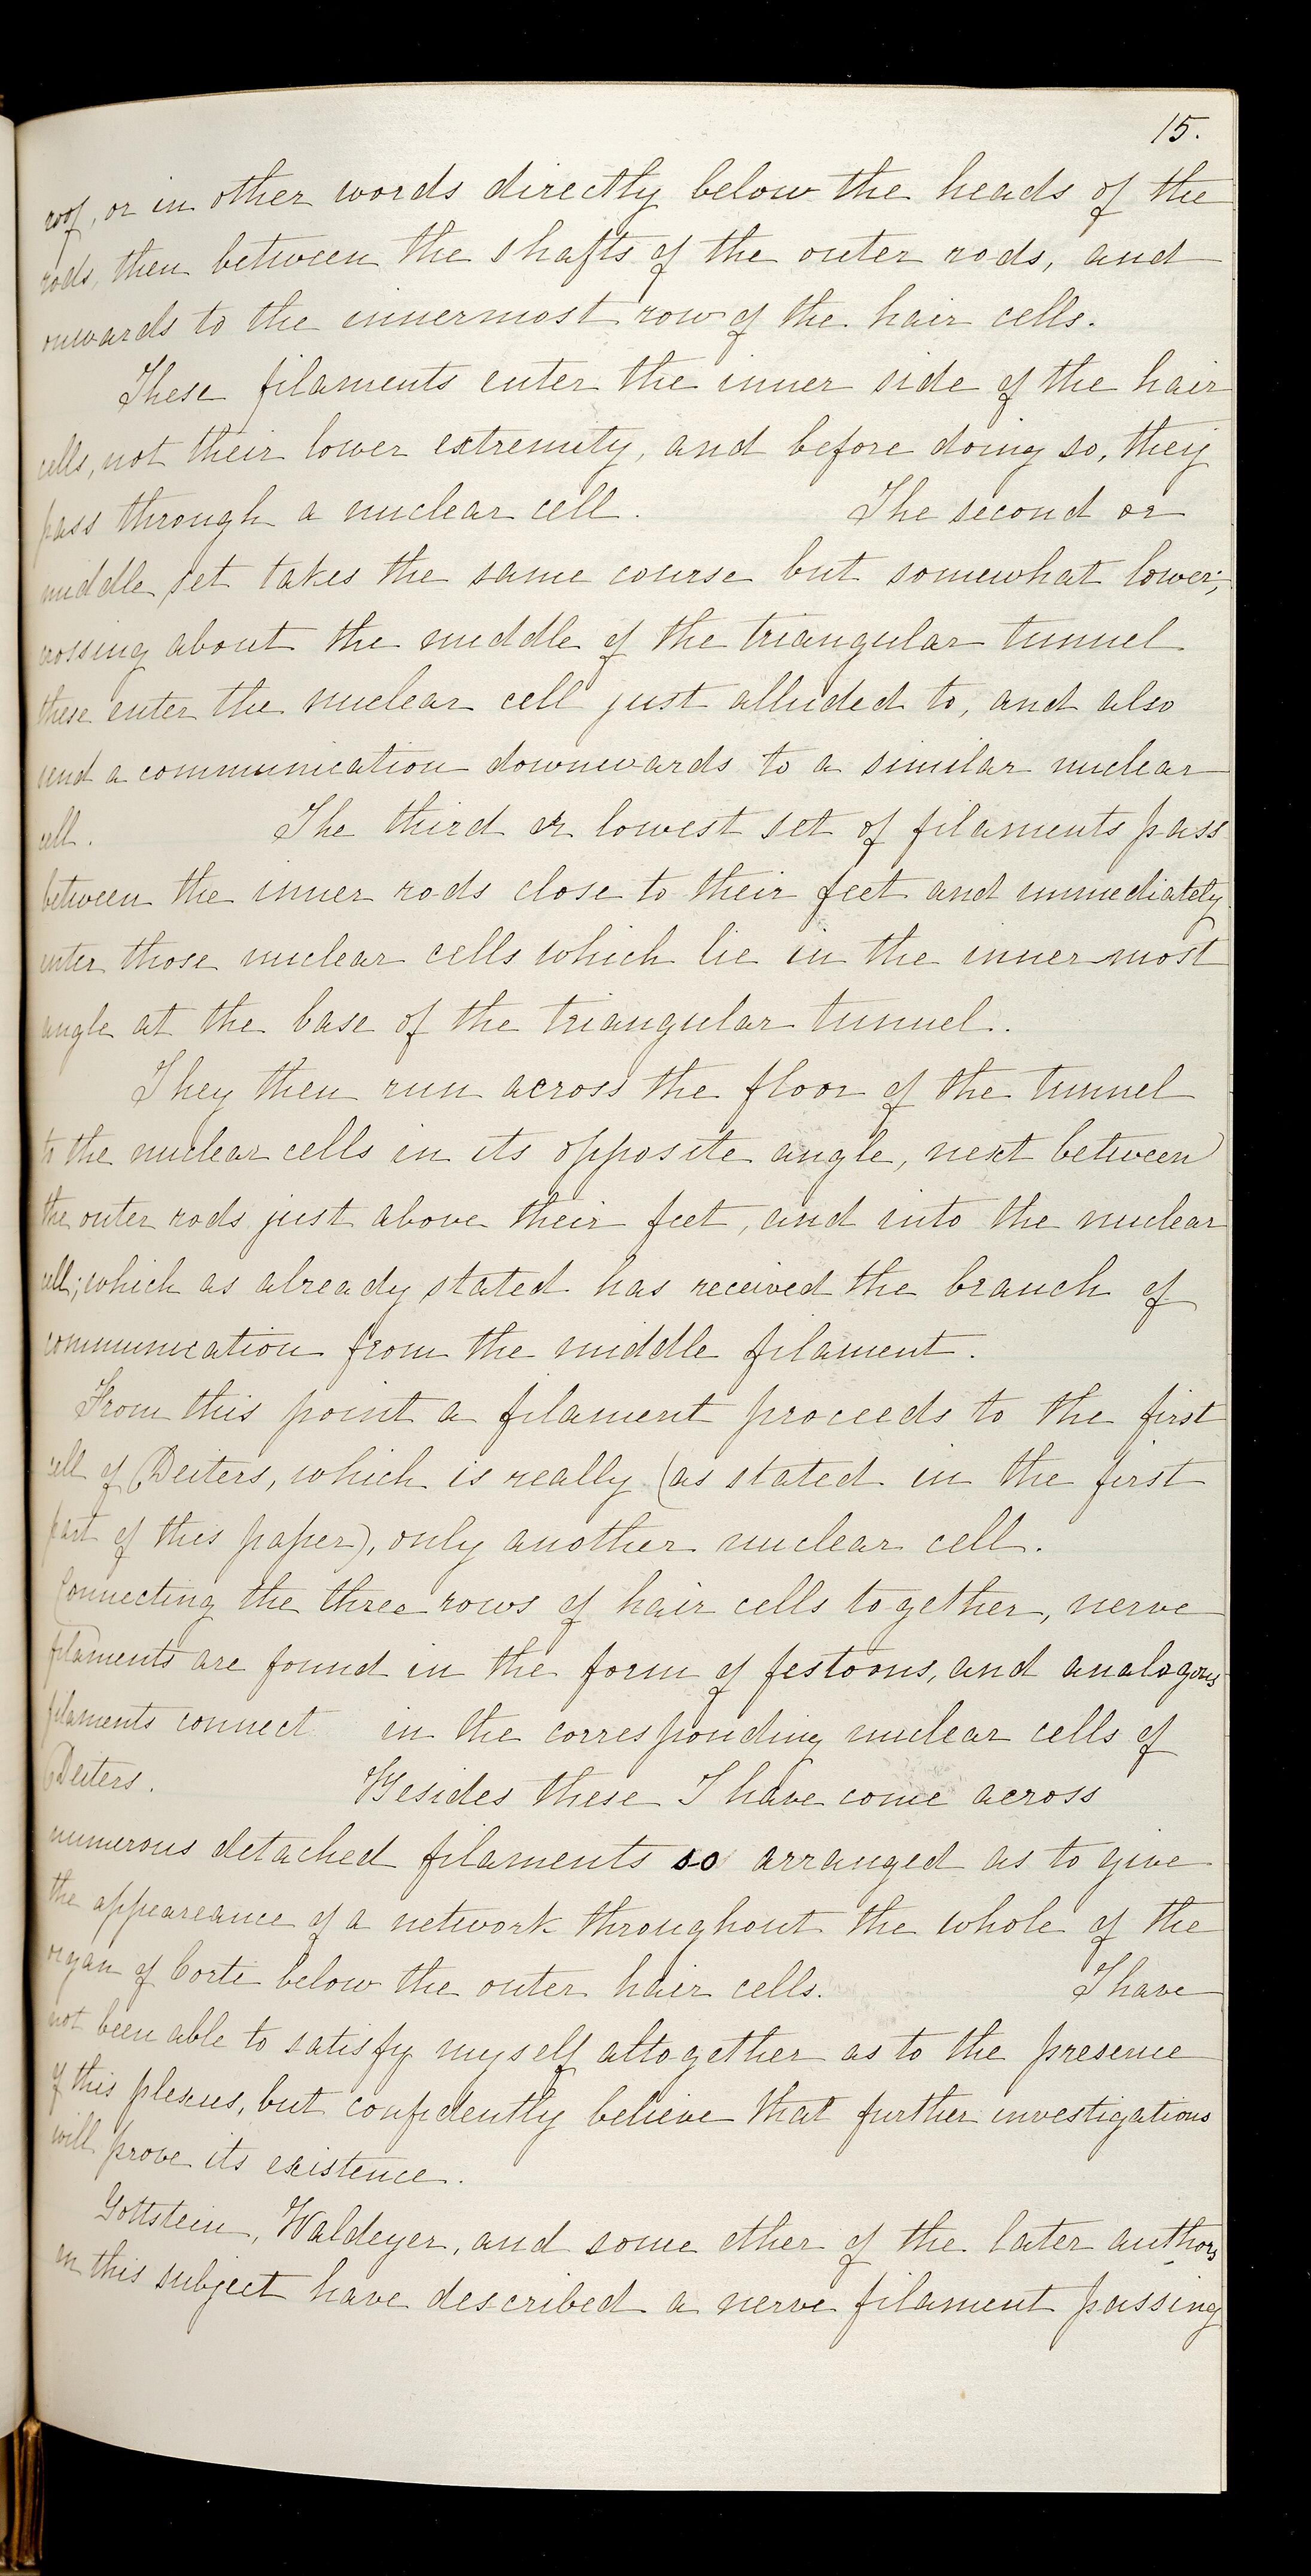 15.
roof, or in other words directly below the heads of the
rods, then between the shafts of the outer rods, and
onwards to the innermost row of the hair cells.
These filaments enter the inner side of the hair
cells, not their lower extremity, and before doing so, they
pass through a nuclear cell. The second or
middle set takes the same course but somewhat lower,
crossing about the middle of the triangular tunnel
these enter the nuclear cell just alluded to, and also
send a communication downwards to a similar nuclear
cell. The third or lowest set of filaments pass
between the inner rods close to their feet and immediately
enter those nuclear cells which lie in the innermost
angle at the base of the triangular tunnel.
They then run across the floor of the tunnel
to the nuclear cells in its opposite angle, next between
the outer rods just above their feet, and into the nuclear
cell; which as already stated has received the branch of
communication from the middle filament.
From this point a filament proceeds to the first
cell of Deiters, which is really (as stated in the first
part of this paper), only another nuclear cell.
Connecting the three rows of hair cells together, nerve
filaments are found in the form of festoons, and analogous
filaments connect in the corresponding nuclear cells of
Deiters. Besides these I have come across
numerous detached filaments so arranged as to give
the appeareance of a network throughout the whole of the
organ of Corti below the outer hair cells. I have
not been able to satisfy myself altogether as to the presence
of this plexus, but confidently believe that further investigations
will prove its existence.
Gottstein, Waldeyer, and some other of the later authors
on this subject have described a nerve filament passing